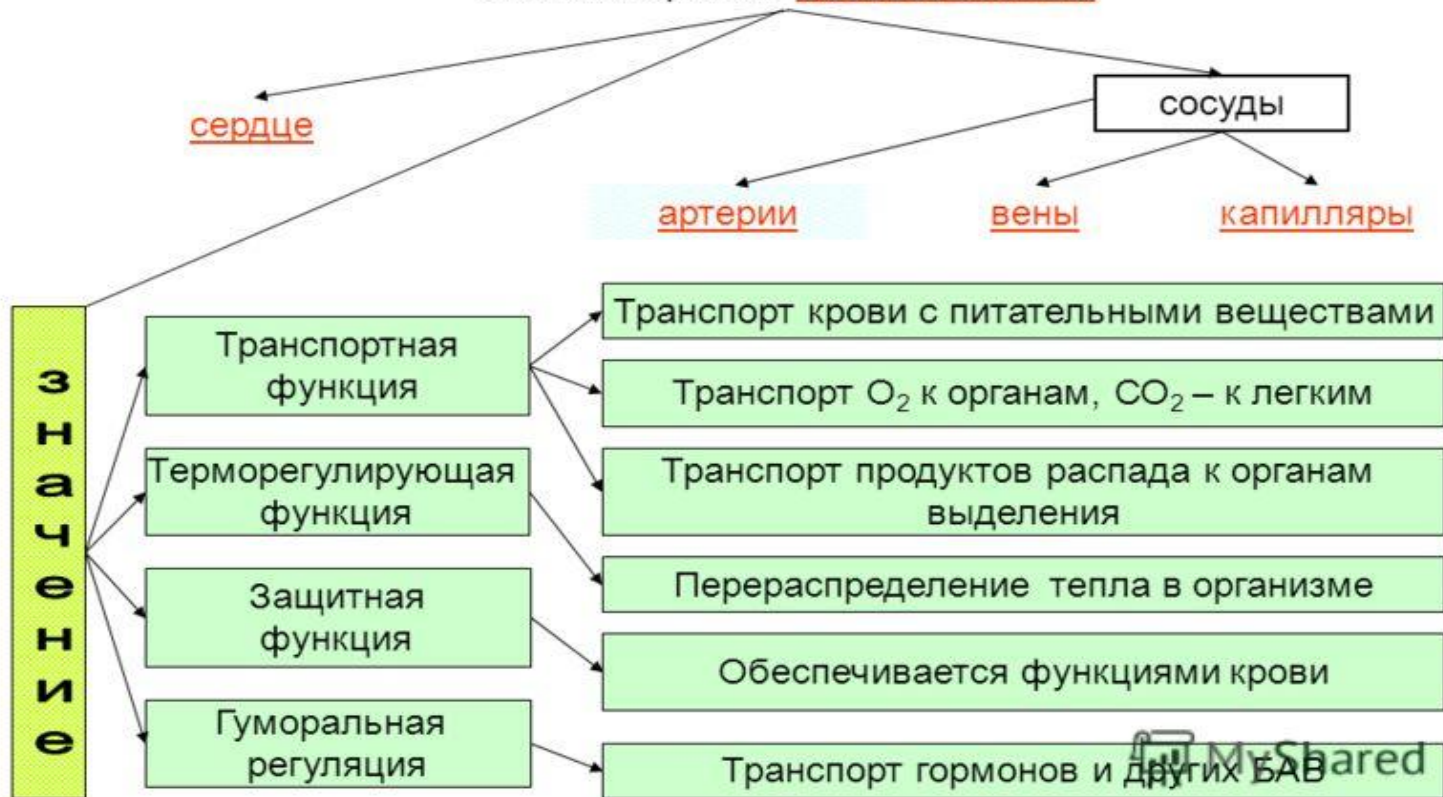 сердце
сосуды
артерии
вены
капилляры
значение
Транспортная
функция
Транспорт крови с питательными веществами
Транспорт O₂ к органам, CO₂ – к легким
Транспорт продуктов распада к органам
выделения
Терморегулирующая
функция
Перераспределение тепла в организме
Защитная
функция
Обеспечивается функциями крови
Гуморальная
регуляция
Транспорт гормонов и других БАВ
MyShared